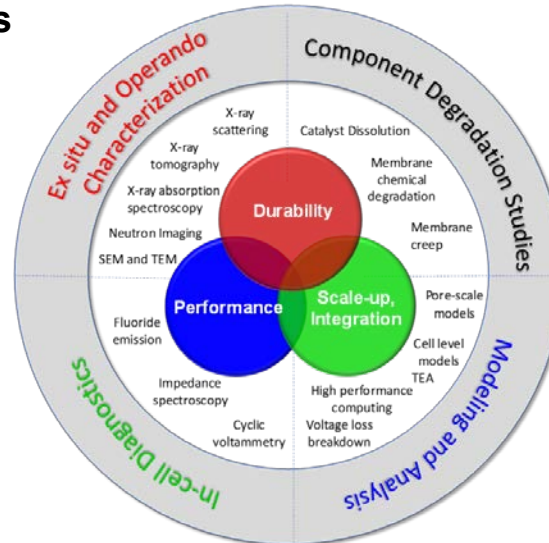 s
Ex situ and Operando
Characterization
Component Degradation Studies
X-ray
scattering
X-ray
tomography
X-ray absorption
spectroscopy
Neutron Imaging
SEM and TEM
Catalyst Dissolution
Membrane
chemical
degradation
Membrane
creep
Durability
Performance
Scale-up,
Integration
Fluoride
emission
Impedance
spectroscopy
Cyclic
voltammetry
Pore-scale
models
Cell level
models
TEA
High performance
computing
Voltage loss
breakdown
In-cell Diagnostics
Modeling and Analysis